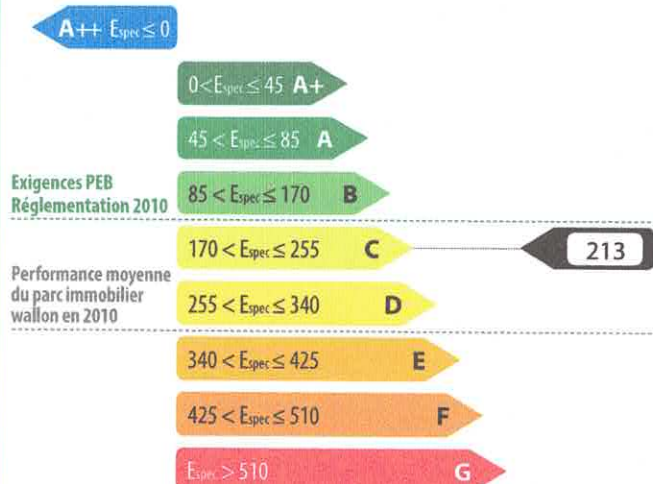 A++ Espec ≤ 0
0 < Espec ≤ 45 A+
45 < Espec ≤ 85 A
Exigences PEB
Réglementation 2010
85 < Espec ≤ 170 B
170 < Espec ≤ 255 C
213
Performance moyenne
du parc immobilier
wallon en 2010
255 < Espec ≤ 340 D
340 < Espec ≤ 425 E
425 < Espec ≤ 510 F
Espec > 510 G